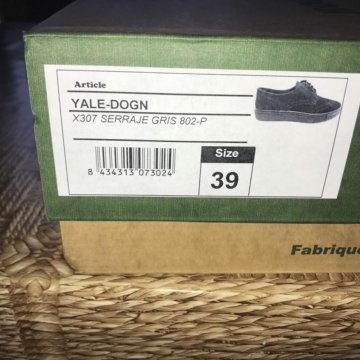 Article
YALE-DOGN
X307 SERRAJE GRIS 802-P
Size
39
8 434313 073024
Fabrique